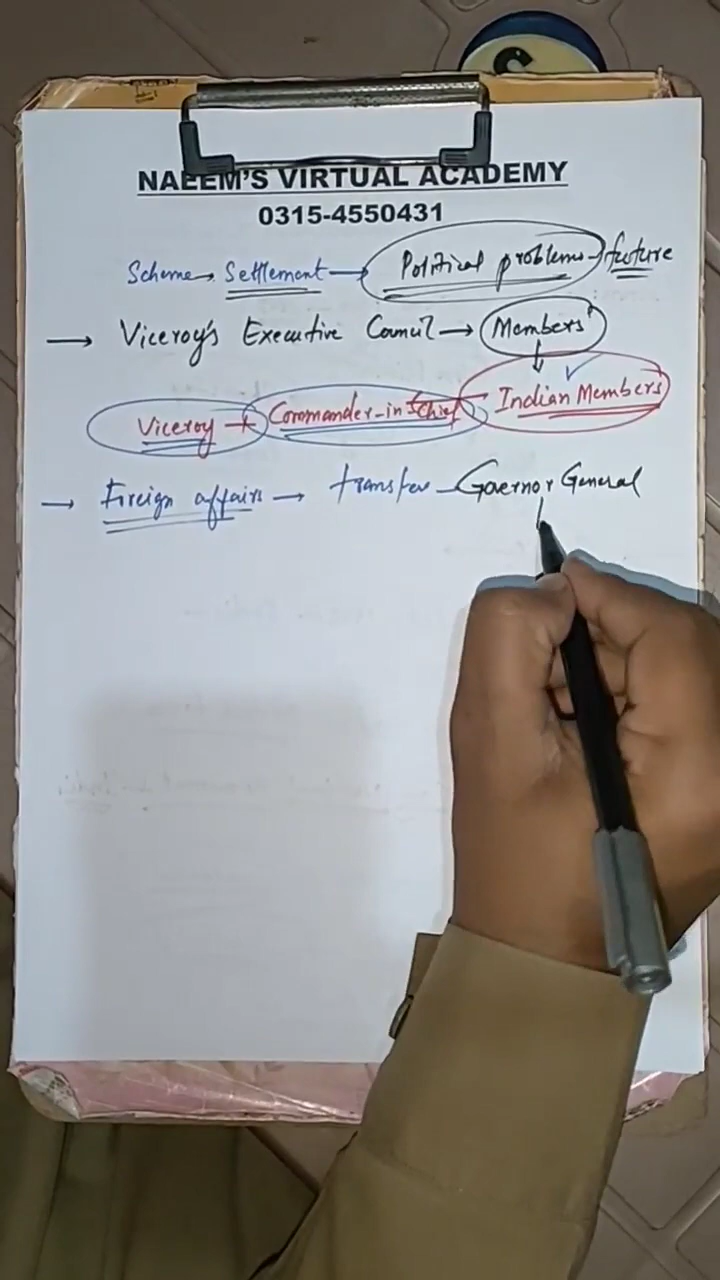 NAEEM'S VIRTUAL ACADEMY
0315-4550431
Scheme → Settlement → Political problems → future
→ Viceroy's Executive Council → Members
Viceroy + Commander-in-Chief Indian Members
→ Foreign affairs → transfer - Governor General